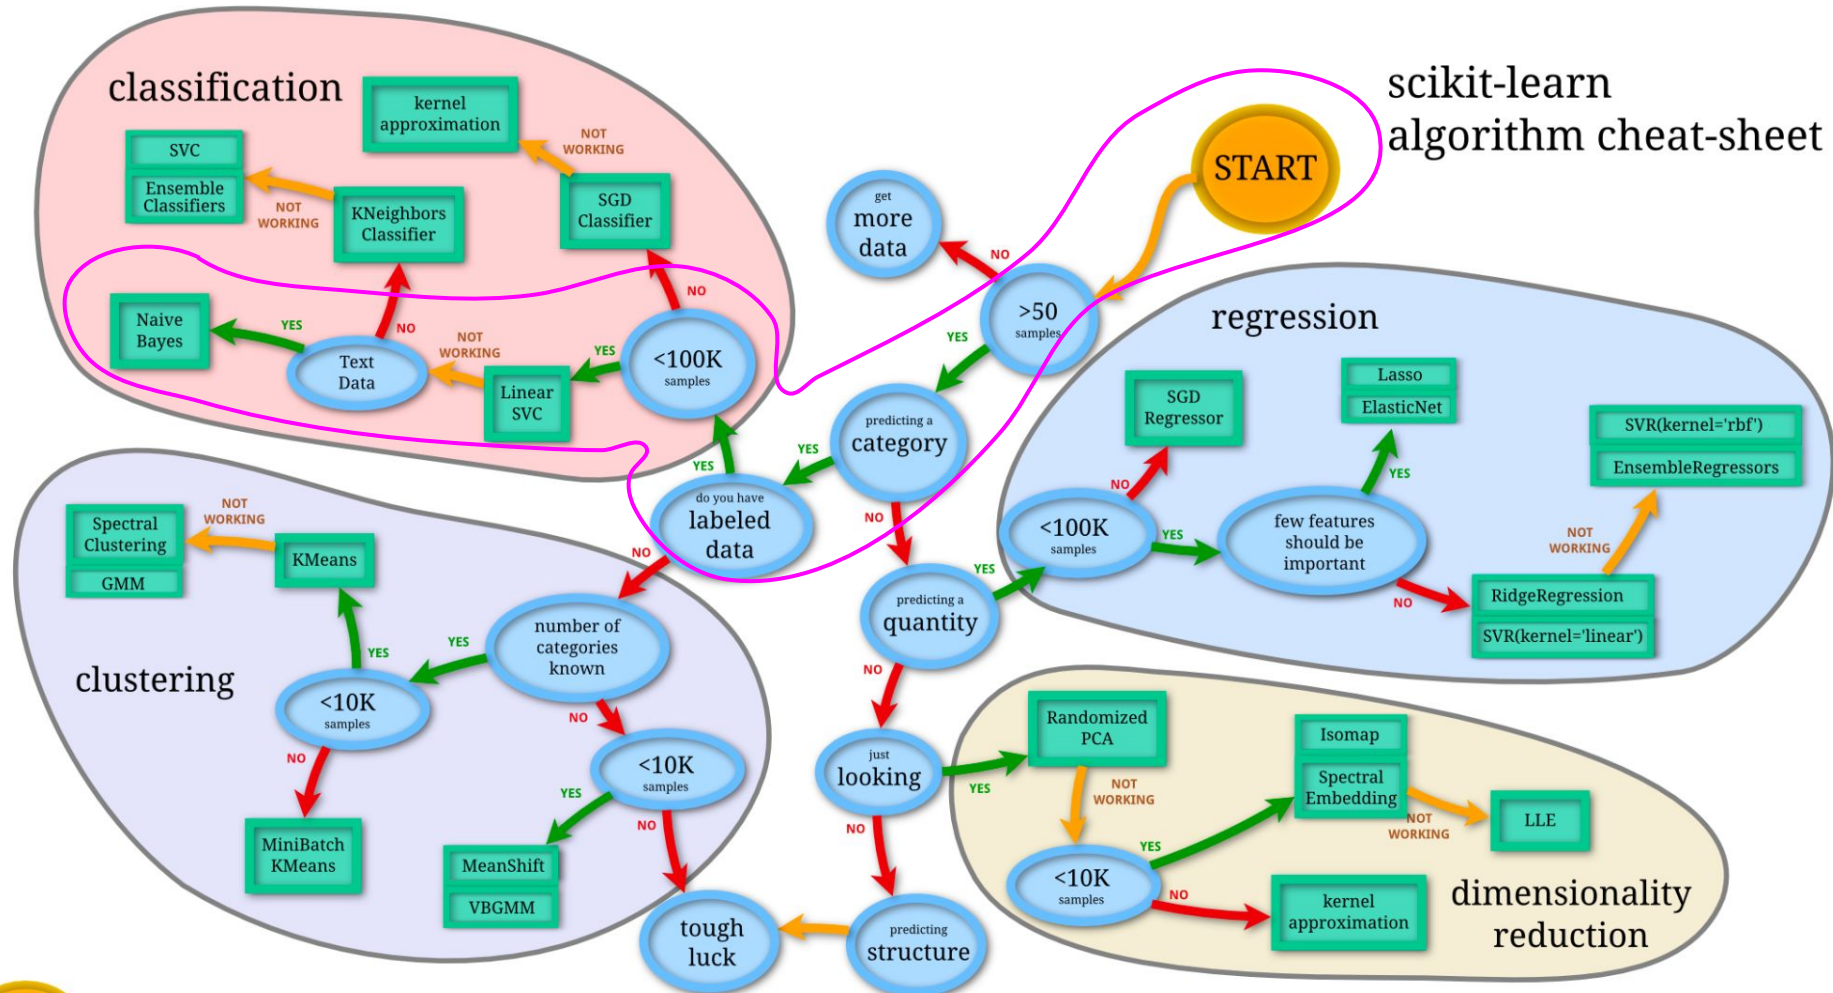 scikit-learn
algorithm cheat-sheet
START
classification
kernel
approximation
NOT
WORKING
SVC
Ensemble
Classifiers
NOT
WORKING
KNeighbors
Classifier
SGD
Classifier
NO
NO
Naive
Bayes
YES
Text
Data
NOT
WORKING
Linear
SVC
YES
<100K
samples
YES
get
more
data
NO
>50
samples
YES
predicting a
category
YES
NO
do you have
labeled
data
NO
predicting a
quantity
YES
NO
just
looking
YES
NO
predicting
structure
tough
luck
regression
SGD
Regressor
NO
<100K
samples
YES
Lasso
ElasticNet
YES
few features
should be
important
NO
SVR(kernel='rbf')
EnsembleRegressors
NOT
WORKING
RidgeRegression
SVR(kernel='linear')
clustering
Spectral
Clustering
GMM
NOT
WORKING
KMeans
YES
<10K
samples
NO
MiniBatch
KMeans
number of
categories
known
YES
NO
<10K
samples
YES
NO
MeanShift
VBGMM
dimensionality
reduction
Randomized
PCA
NOT
WORKING
<10K
samples
YES
NO
Isomap
Spectral
Embedding
NOT
WORKING
LLE
kernel
approximation